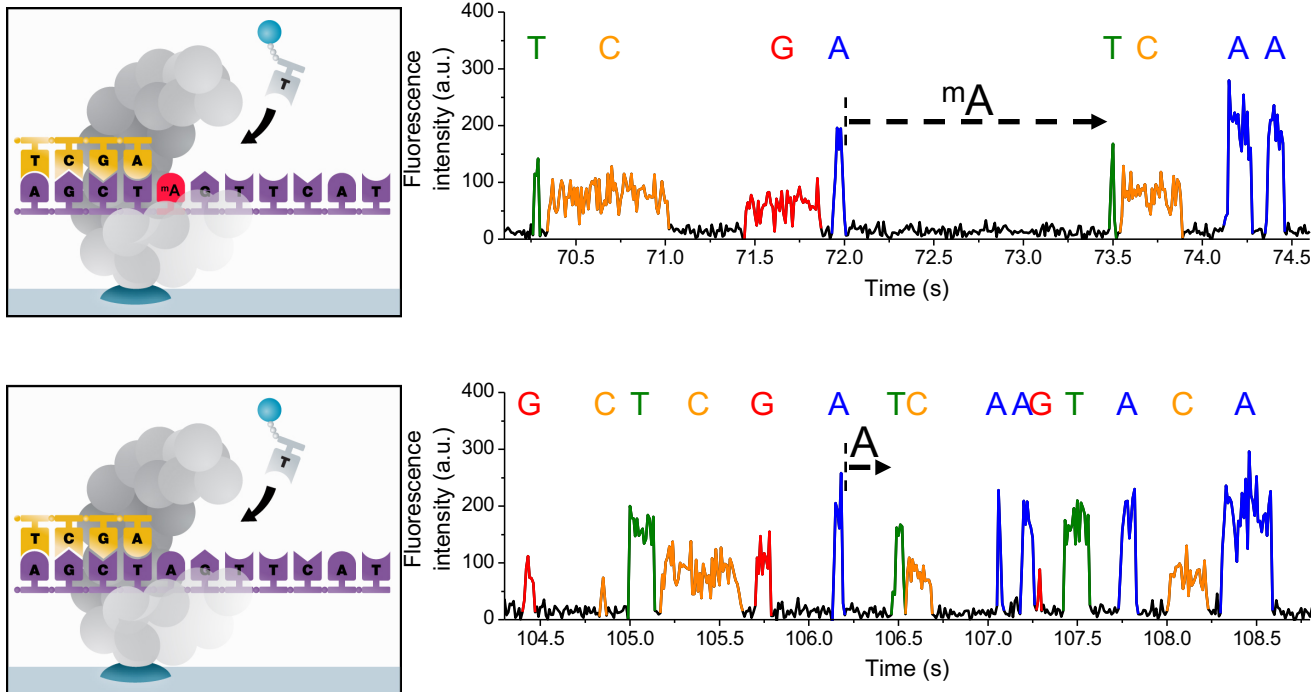 T C G A T C A A
mA
400
300
200
100
0
Fluorescence
intensity (a.u.)
70.5 71.0 71.5 72.0 72.5 73.0 73.5 74.0 74.5
Time (s)
T
T C G A
A G C T mA G T T C A T
G C T C G A T C A A G T A C A
A
400
300
200
100
0
Fluorescence
intensity (a.u.)
104.5 105.0 105.5 106.0 106.5 107.0 107.5 108.0 108.5
Time (s)
T
T C G A
A G C T A G T T C A T